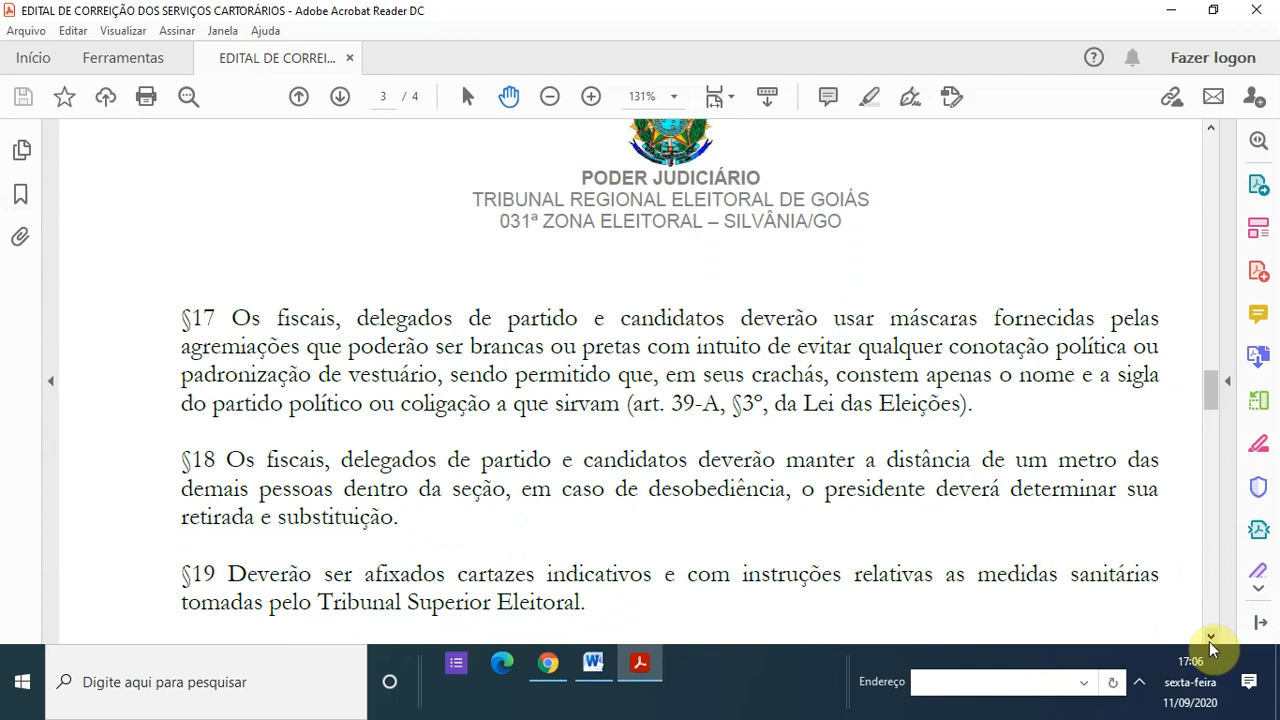 EDITAL DE CORREIÇÃO DOS SERVIÇOS CARTORÁRIOS - Adobe Acrobat Reader DC
Arquivo Editar Visualizar Assinar Janela Ajuda
Início Ferramentas EDITAL DE CORREI... × Fazer logon
3 / 4 131%
PODER JUDICIÁRIO
TRIBUNAL REGIONAL ELEITORAL DE GOIÁS
031ª ZONA ELEITORAL – SILVÂNIA/GO
§17 Os fiscais, delegados de partido e candidatos deverão usar máscaras fornecidas pelas
agremiações que poderão ser brancas ou pretas com intuito de evitar qualquer conotação política ou
padronização de vestuário, sendo permitido que, em seus crachás, constem apenas o nome e a sigla
do partido político ou coligação a que sirvam (art. 39-A, §3º, da Lei das Eleições).
§18 Os fiscais, delegados de partido e candidatos deverão manter a distância de um metro das
demais pessoas dentro da seção, em caso de desobediência, o presidente deverá determinar sua
retirada e substituição.
§19 Deverão ser afixados cartazes indicativos e com instruções relativas as medidas sanitárias
tomadas pelo Tribunal Superior Eleitoral.
Digite aqui para pesquisar
Endereço
17:06
sexta-feira
11/09/2020